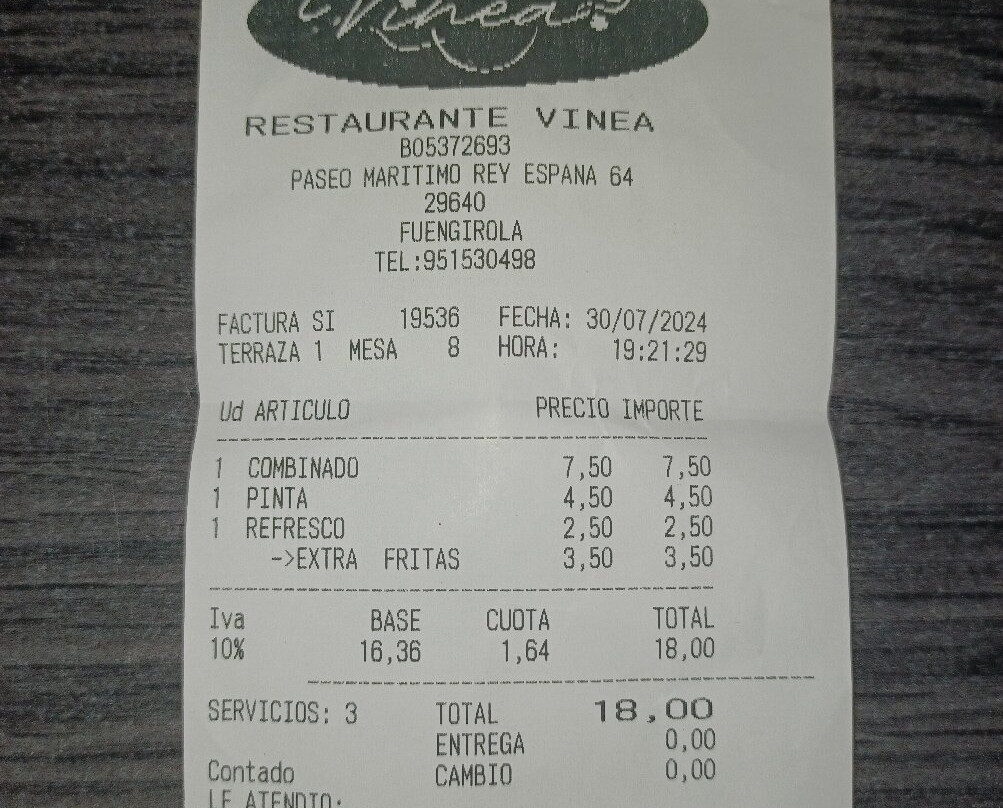 Vinea
RESTAURANTE VINEA
B05372693
PASEO MARITIMO REY ESPANA 64
29640
FUENGIROLA
TEL:951530498
FACTURA SI 19536 FECHA: 30/07/2024
TERRAZA 1 MESA 8 HORA: 19:21:29
Ud ARTICULO PRECIO IMPORTE
1 COMBINADO 7,50 7,50
1 PINTA 4,50 4,50
1 REFRESCO 2,50 2,50
->EXTRA FRITAS 3,50 3,50
Iva BASE CUOTA TOTAL
10% 16,36 1,64 18,00
SERVICIOS: 3 TOTAL 18,00
ENTREGA 0,00
Contado CAMBIO 0,00
LE ATENDIO: